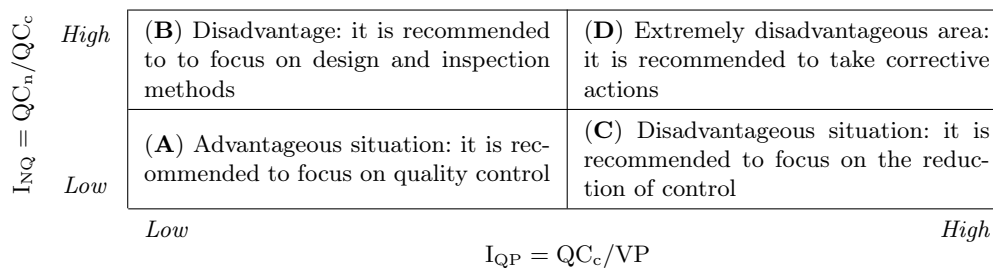 I_NQ = QC_n/QC_c
High
(B) Disadvantage: it is recommended
to to focus on design and inspection
methods
(D) Extremely disadvantageous area:
it is recommended to take corrective
actions
Low
(A) Advantageous situation: it is rec-
ommended to focus on quality control
(C) Disadvantageous situation: it is
recommended to focus on the reduc-
tion of control
Low
High
I_QP = QC_c/VP